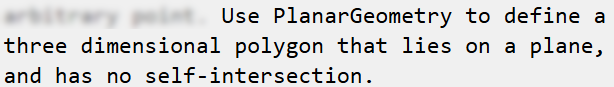 Use PlanarGeometry to define a
three dimensional polygon that lies on a plane,
and has no self-intersection.